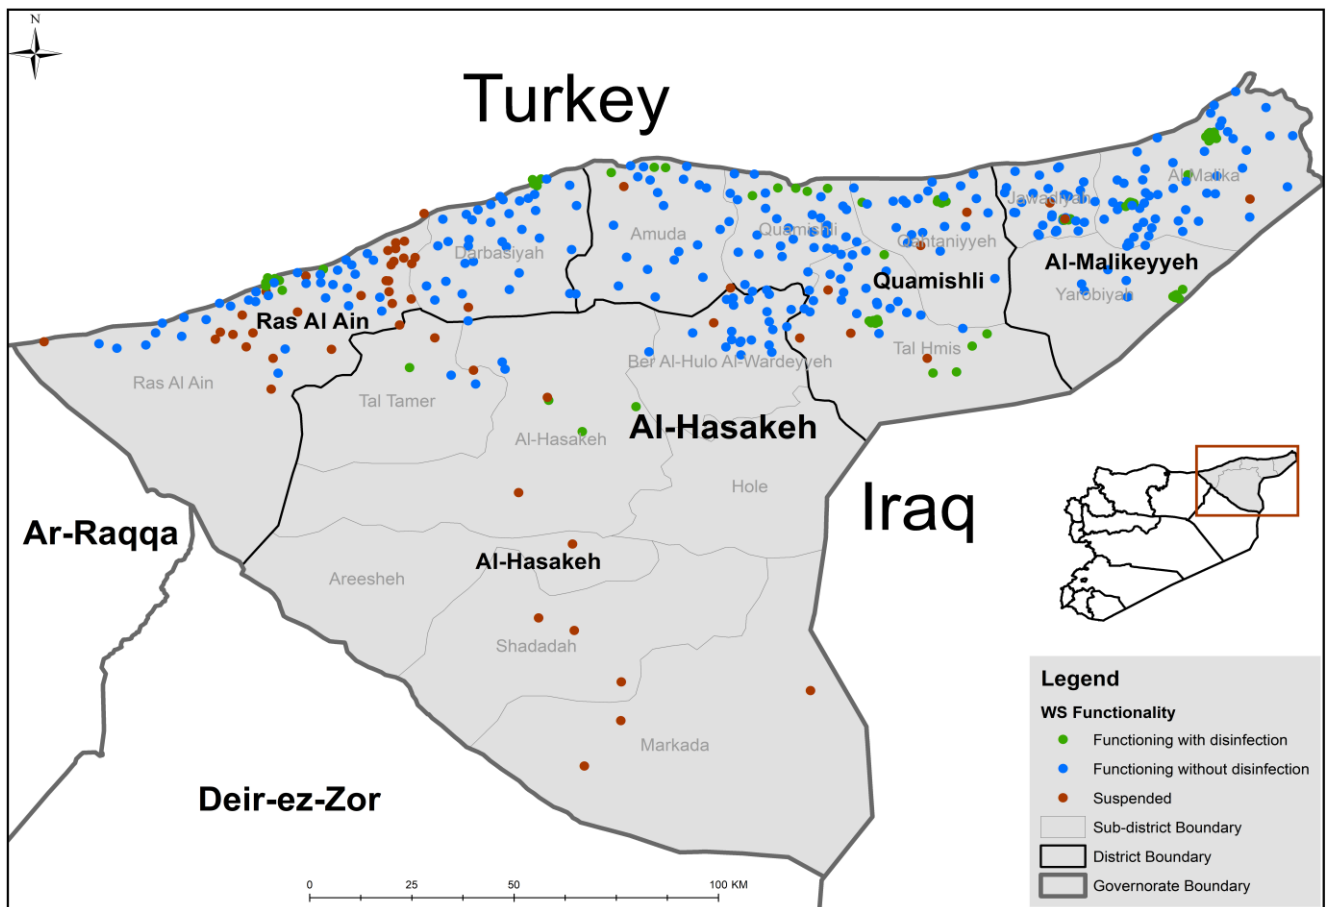 N
Turkey
Al-Malika
Jawadiyah
Quamishli
Amuda
Qahtaniyyeh
Darbasiyah
Al-Malikeyyeh
Quamishli
Yarobiyah
Ras Al Ain
Tal Hmis
Ber Al-Hulo Al-Wardeyyeh
Ras Al Ain
Tal Tamer
Al-Hasakeh
Al-Hasakeh
Hole
Iraq
Ar-Raqqa
Al-Hasakeh
Areesheh
Shadadah
Markada
Deir-ez-Zor
0 25 50 100 KM
Legend
WS Functionality
Functioning with disinfection
Functioning without disinfection
Suspended
Sub-district Boundary
District Boundary
Governorate Boundary